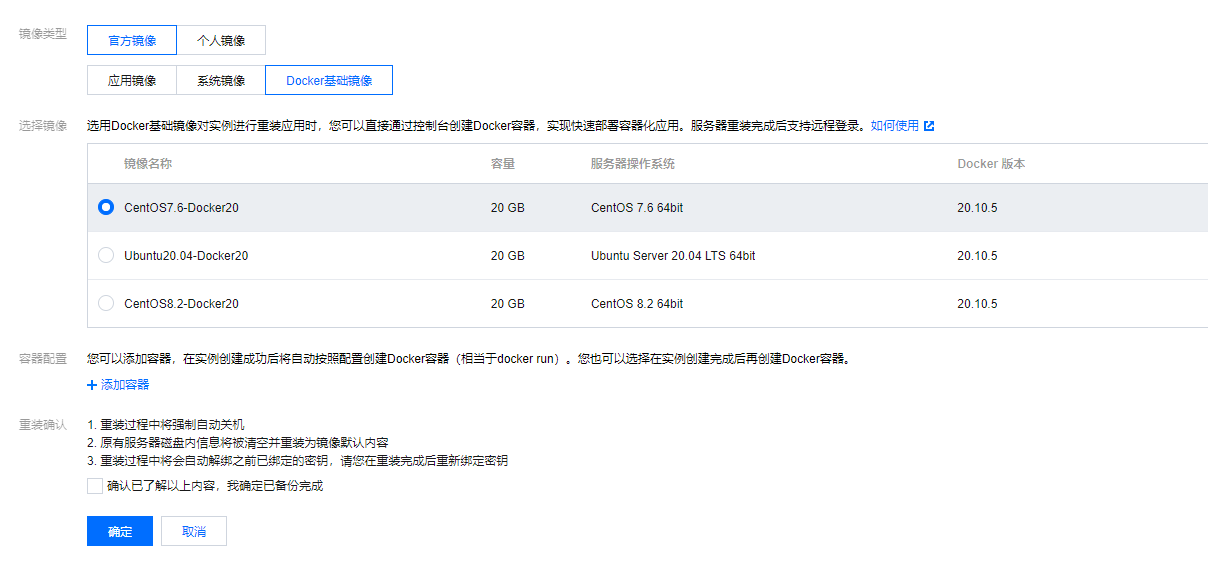 镜像类型
官方镜像 个人镜像
应用镜像 系统镜像 Docker基础镜像
选择镜像 选用Docker基础镜像对实例进行重装应用时，您可以直接通过控制台创建Docker容器，实现快速部署容器化应用。服务器重装完成后支持远程登录。如何使用
镜像名称 容量 服务器操作系统 Docker 版本
CentOS7.6-Docker20 20 GB CentOS 7.6 64bit 20.10.5
Ubuntu20.04-Docker20 20 GB Ubuntu Server 20.04 LTS 64bit 20.10.5
CentOS8.2-Docker20 20 GB CentOS 8.2 64bit 20.10.5
容器配置 您可以添加容器，在实例创建成功后将自动按照配置创建Docker容器（相当于docker run）。您也可以选择在实例创建完成后再创建Docker容器。
添加容器
重装确认 1. 重装过程中将强制自动关机
2. 原有服务器磁盘内信息将被清空并重装为镜像默认内容
3. 重装过程中将会自动解绑之前已绑定的密钥，请您在重装完成后重新绑定密钥
确认已了解以上内容，我确定已备份完成
确定 取消